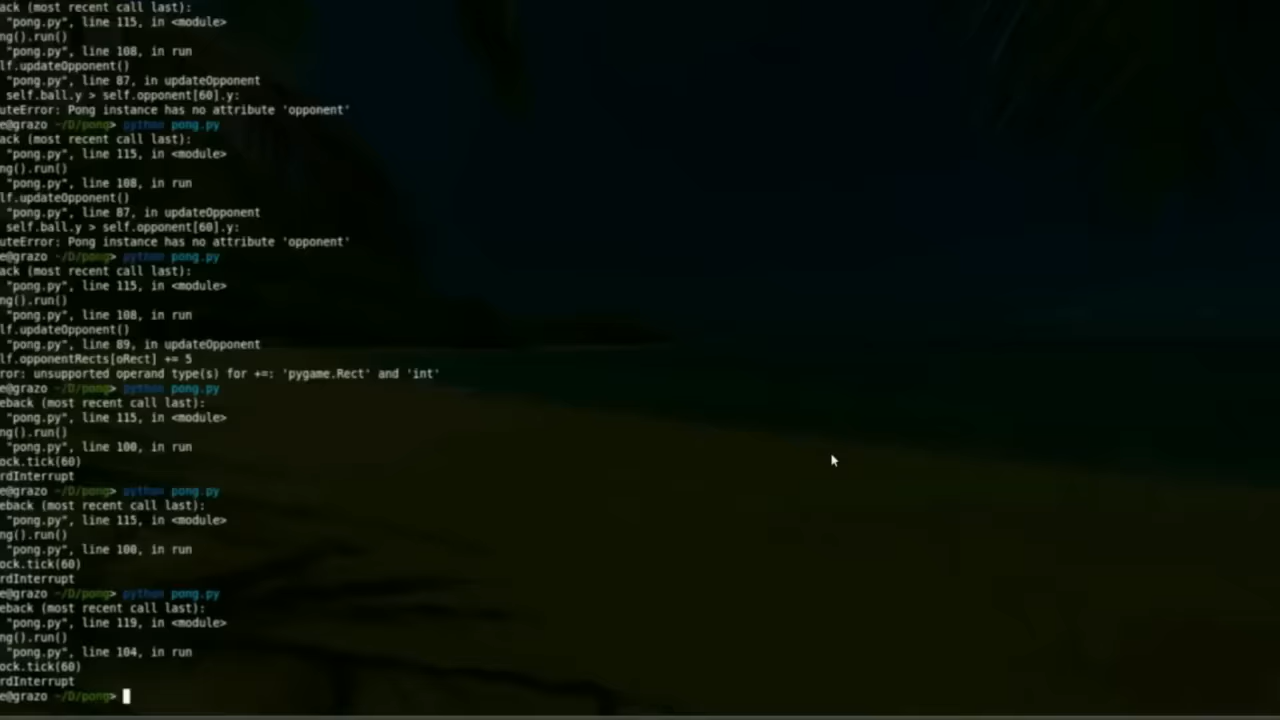 ack (most recent call last):
"pong.py", line 115, in <module>
ng().run()
"pong.py", line 108, in run
lf.updateOpponent()
"pong.py", line 87, in updateOpponent
self.ball.y > self.opponent[60].y:
uteError: Pong instance has no attribute 'opponent'
e@grazo ~/D/pong> python pong.py
ack (most recent call last):
"pong.py", line 115, in <module>
ng().run()
"pong.py", line 108, in run
lf.updateOpponent()
"pong.py", line 87, in updateOpponent
self.ball.y > self.opponent[60].y:
uteError: Pong instance has no attribute 'opponent'
e@grazo ~/D/pong> python pong.py
ack (most recent call last):
"pong.py", line 115, in <module>
ng().run()
"pong.py", line 108, in run
lf.updateOpponent()
"pong.py", line 89, in updateOpponent
lf.opponentRects[oRect] += 5
ror: unsupported operand type(s) for +=: 'pygame.Rect' and 'int'
e@grazo ~/D/pong> python pong.py
eback (most recent call last):
"pong.py", line 115, in <module>
ng().run()
"pong.py", line 100, in run
ock.tick(60)
rdInterrupt
e@grazo ~/D/pong> python pong.py
eback (most recent call last):
"pong.py", line 115, in <module>
ng().run()
"pong.py", line 100, in run
ock.tick(60)
rdInterrupt
e@grazo ~/D/pong> python pong.py
eback (most recent call last):
"pong.py", line 119, in <module>
ng().run()
"pong.py", line 104, in run
ock.tick(60)
rdInterrupt
e@grazo ~/D/pong>